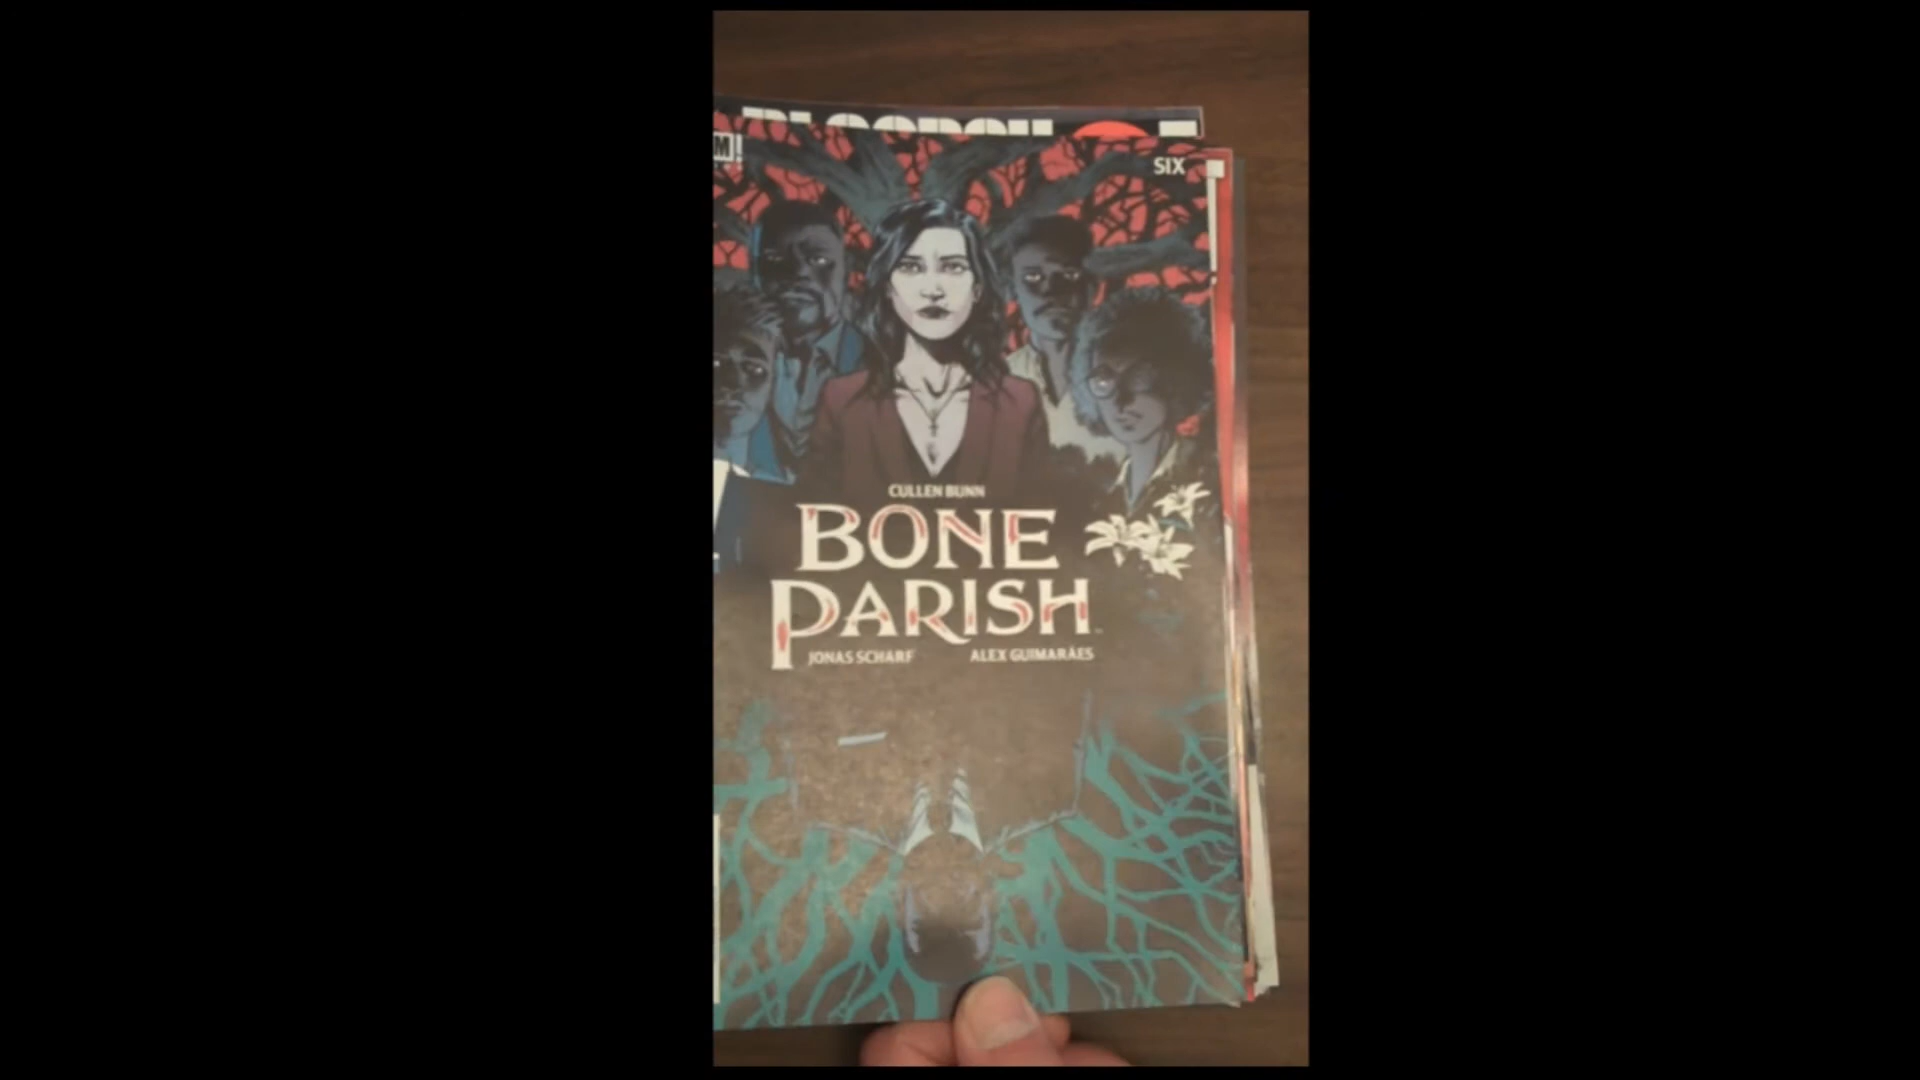 M!
SIX
CULLEN BUNN
BONE
PARISH
JONAS SCHARF ALEX GUIMARÃES